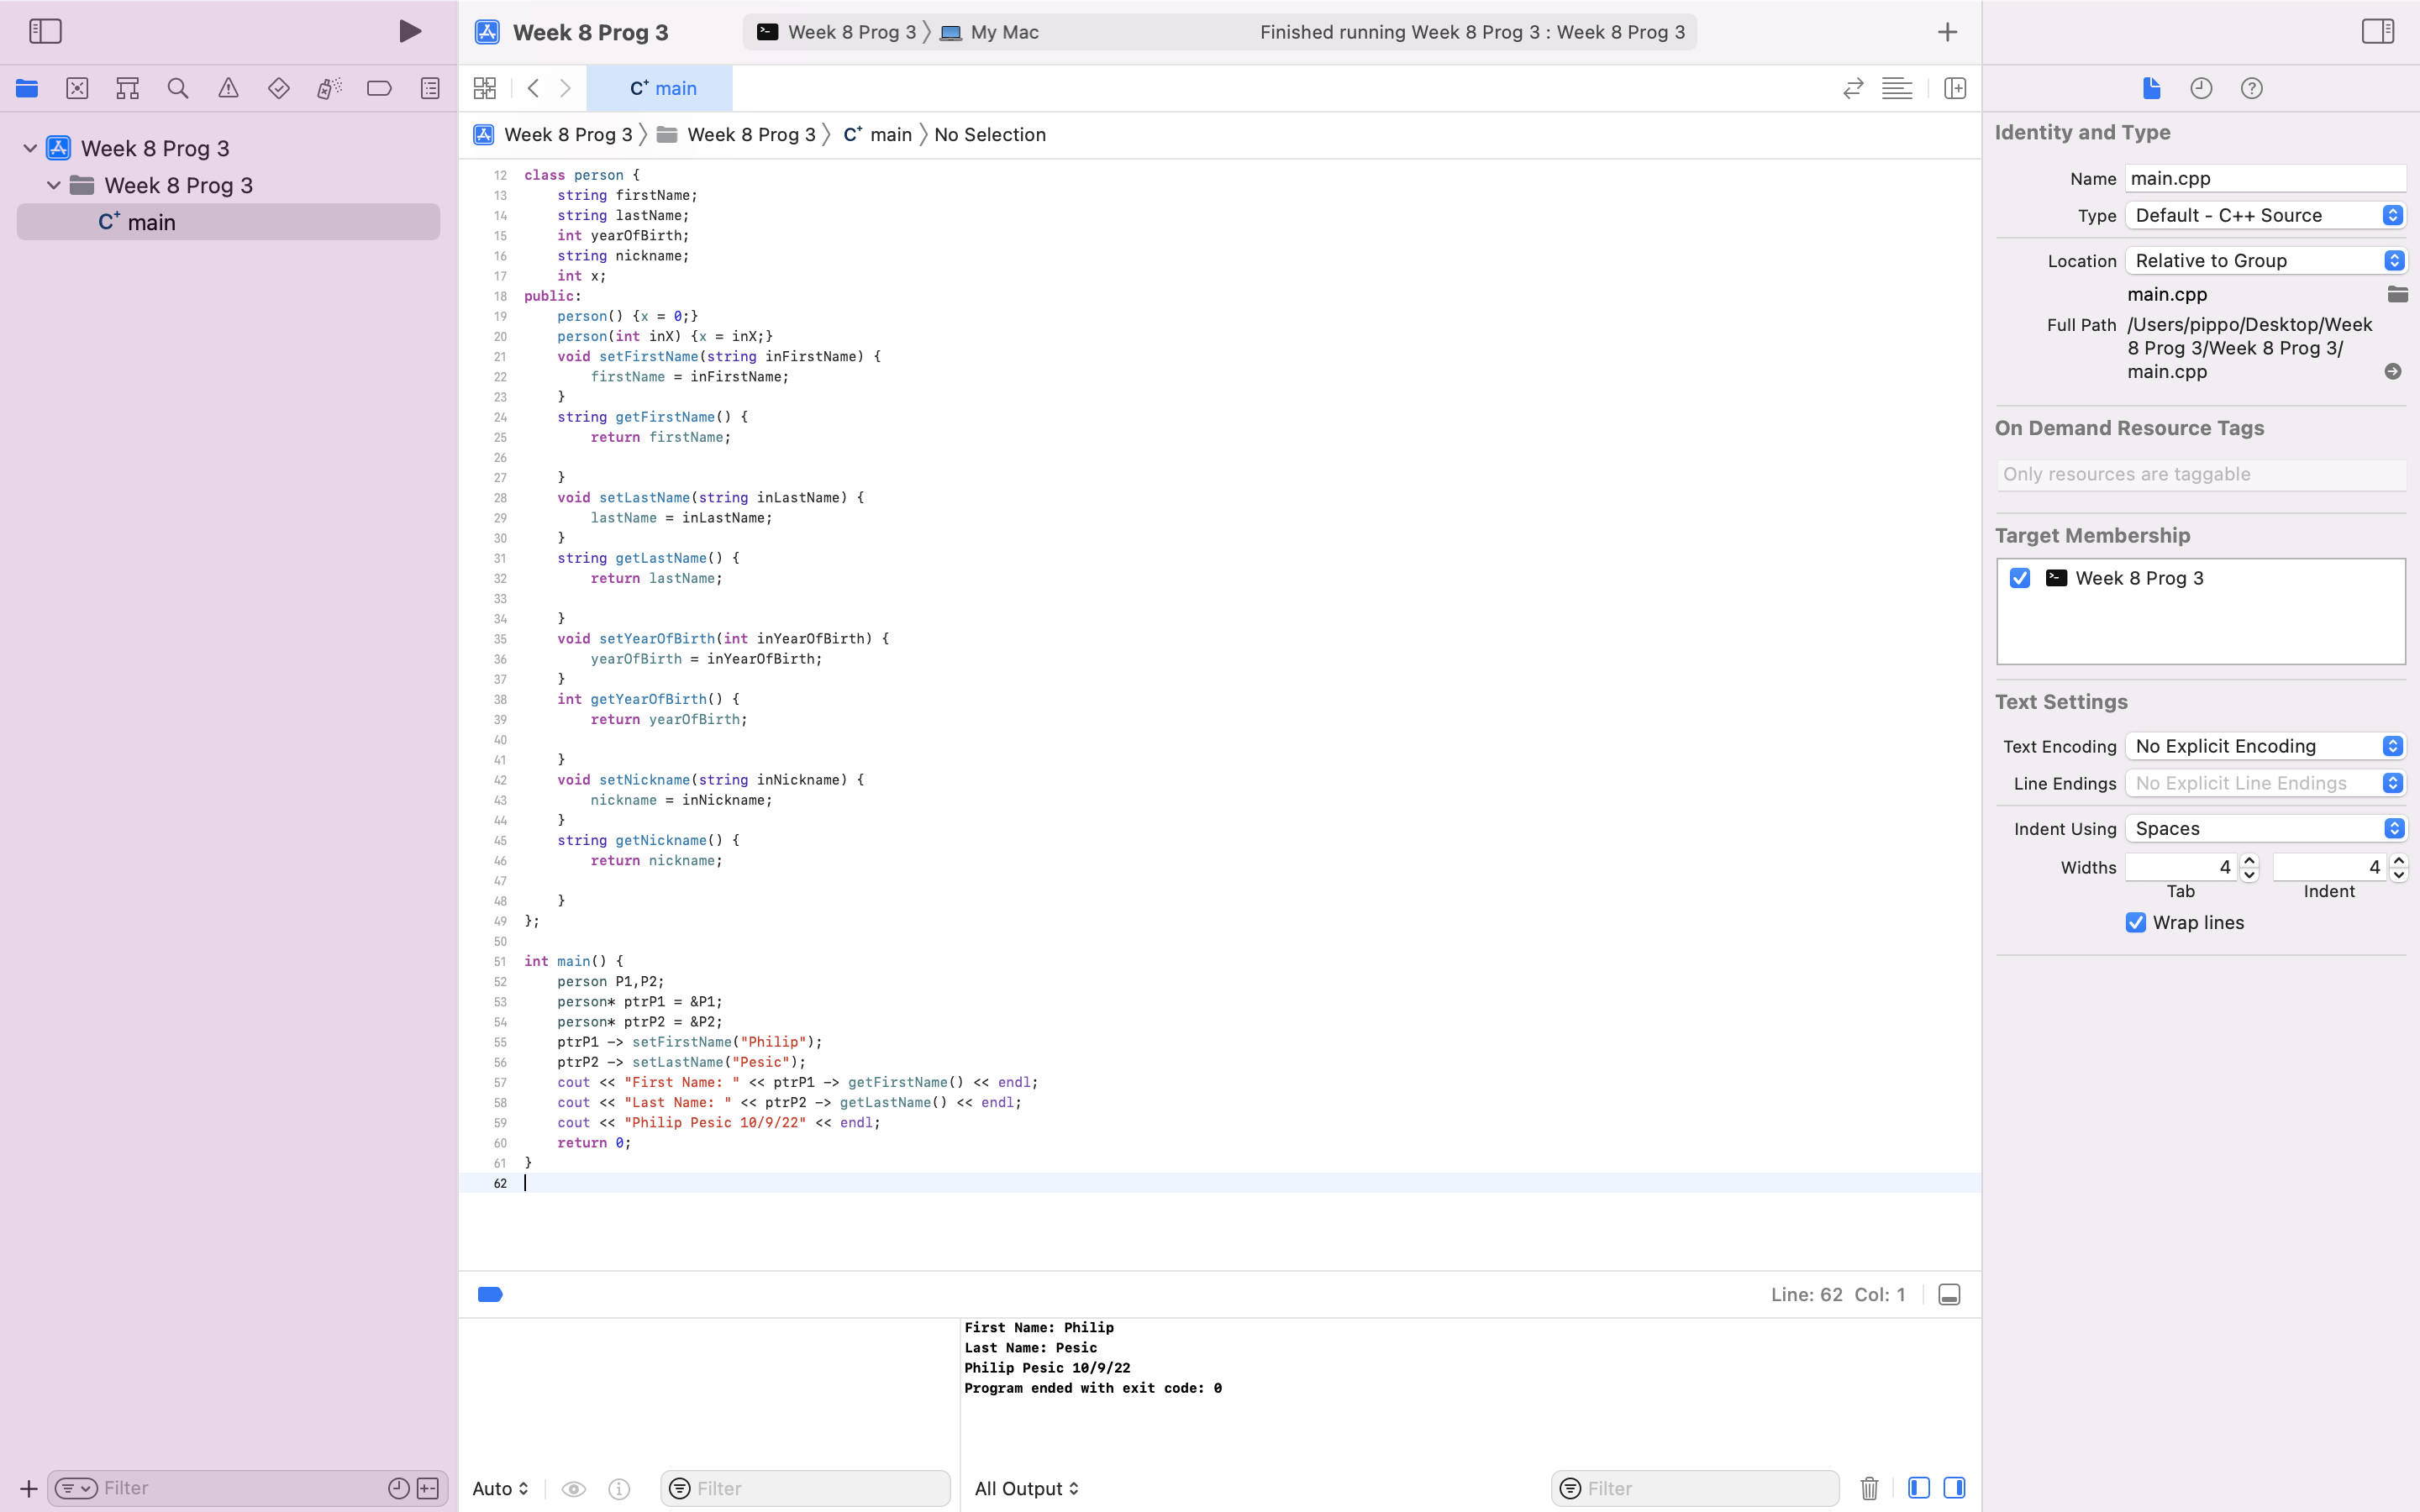 Week 8 Prog 3
Week 8 Prog 3 〉 My Mac
Finished running Week 8 Prog 3 : Week 8 Prog 3
main
Week 8 Prog 3 〉 Week 8 Prog 3 〉 main 〉 No Selection
Week 8 Prog 3
Week 8 Prog 3
main
12 class person {
13     string firstName;
14     string lastName;
15     int yearOfBirth;
16     string nickname;
17     int x;
18 public:
19     person() {x = 0;}
20     person(int inX) {x = inX;}
21     void setFirstName(string inFirstName) {
22         firstName = inFirstName;
23     }
24     string getFirstName() {
25         return firstName;
26
27     }
28     void setLastName(string inLastName) {
29         lastName = inLastName;
30     }
31     string getLastName() {
32         return lastName;
33
34     }
35     void setYearOfBirth(int inYearOfBirth) {
36         yearOfBirth = inYearOfBirth;
37     }
38     int getYearOfBirth() {
39         return yearOfBirth;
40
41     }
42     void setNickname(string inNickname) {
43         nickname = inNickname;
44     }
45     string getNickname() {
46         return nickname;
47
48     }
49 };
50
51 int main() {
52     person P1,P2;
53     person* ptrP1 = &P1;
54     person* ptrP2 = &P2;
55     ptrP1 -> setFirstName("Philip");
56     ptrP2 -> setLastName("Pesic");
57     cout << "First Name: " << ptrP1 -> getFirstName() << endl;
58     cout << "Last Name: " << ptrP2 -> getLastName() << endl;
59     cout << "Philip Pesic 10/9/22" << endl;
60     return 0;
61 }
62
Line: 62 Col: 1
First Name: Philip
Last Name: Pesic
Philip Pesic 10/9/22
Program ended with exit code: 0
Filter
Auto
Filter
All Output
Filter
Identity and Type
Name main.cpp
Type Default - C++ Source
Location Relative to Group
main.cpp
Full Path /Users/pippo/Desktop/Week
8 Prog 3/Week 8 Prog 3/
main.cpp
On Demand Resource Tags
Only resources are taggable
Target Membership
Week 8 Prog 3
Text Settings
Text Encoding No Explicit Encoding
Line Endings No Explicit Line Endings
Indent Using Spaces
Widths 4 4
Tab Indent
Wrap lines